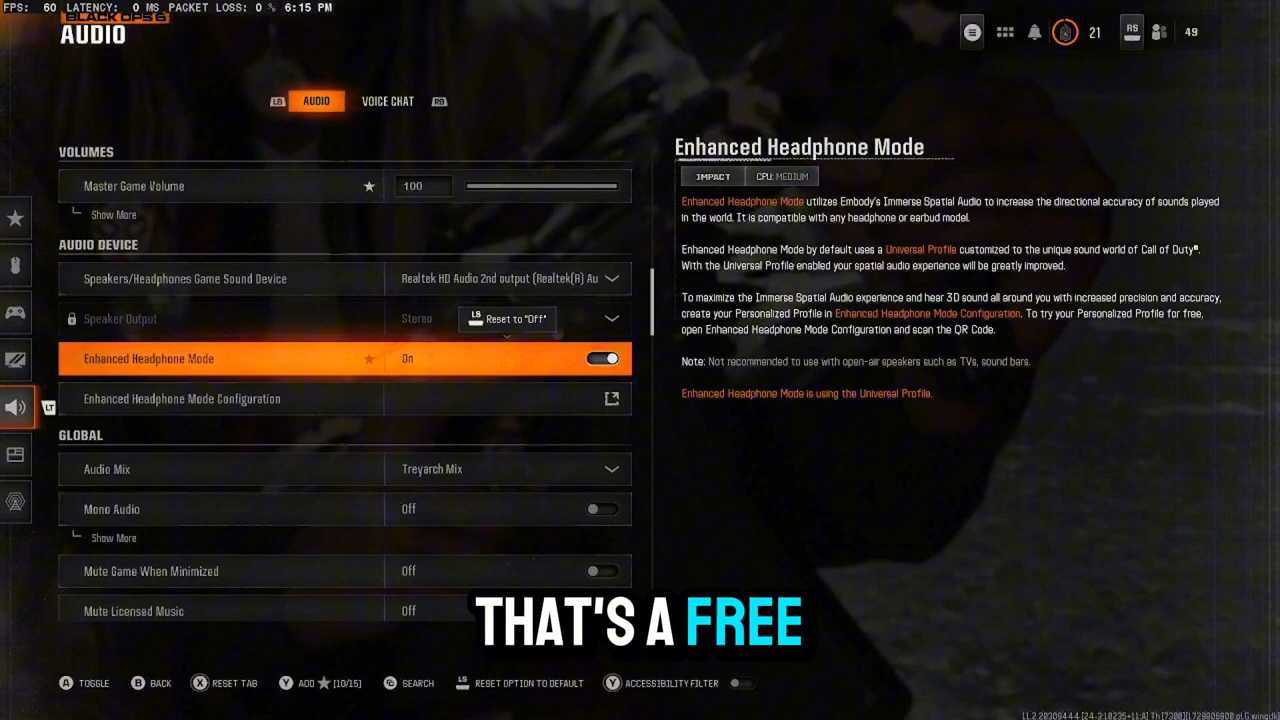 FPS: 60 LATENCY: 0 MS PACKET LOSS: 0 % 6:15 PM
BLACK OPS 6
AUDIO
21
RS
49
LB
AUDIO
VOICE CHAT
RB
VOLUMES
Master Game Volume
100
Show More
AUDIO DEVICE
Speakers/Headphones Game Sound Device
Realtek HD Audio 2nd output (Realtek(R) Au
Speaker Output
Stereo
LS Reset to "Off"
Enhanced Headphone Mode
On
LT
Enhanced Headphone Mode Configuration
GLOBAL
Audio Mix
Treyarch Mix
Mono Audio
Off
Show More
Mute Game When Minimized
Off
Mute Licensed Music
Off
Enhanced Headphone Mode
IMPACT
CPU: MEDIUM
Enhanced Headphone Mode utilizes Embody's Immerse Spatial Audio to increase the directional accuracy of sounds played
in the world. It is compatible with any headphone or earbud model.
Enhanced Headphone Mode by default uses a Universal Profile customized to the unique sound world of Call of Duty®.
With the Universal Profile enabled your spatial audio experience will be greatly improved.
To maximize the Immerse Spatial Audio experience and hear 3D sound all around you with increased precision and accuracy,
create your Personalized Profile in Enhanced Headphone Mode Configuration. To try your Personalized Profile for free,
open Enhanced Headphone Mode Configuration and scan the QR Code.
Note: Not recommended to use with open-air speakers such as TVs, sound bars.
Enhanced Headphone Mode is using the Universal Profile.
THAT'S A FREE
A TOGGLE B BACK X RESET TAB Y ADD ★ [10/15] SEARCH LS RESET OPTION TO DEFAULT Y ACCESSIBILITY FILTER